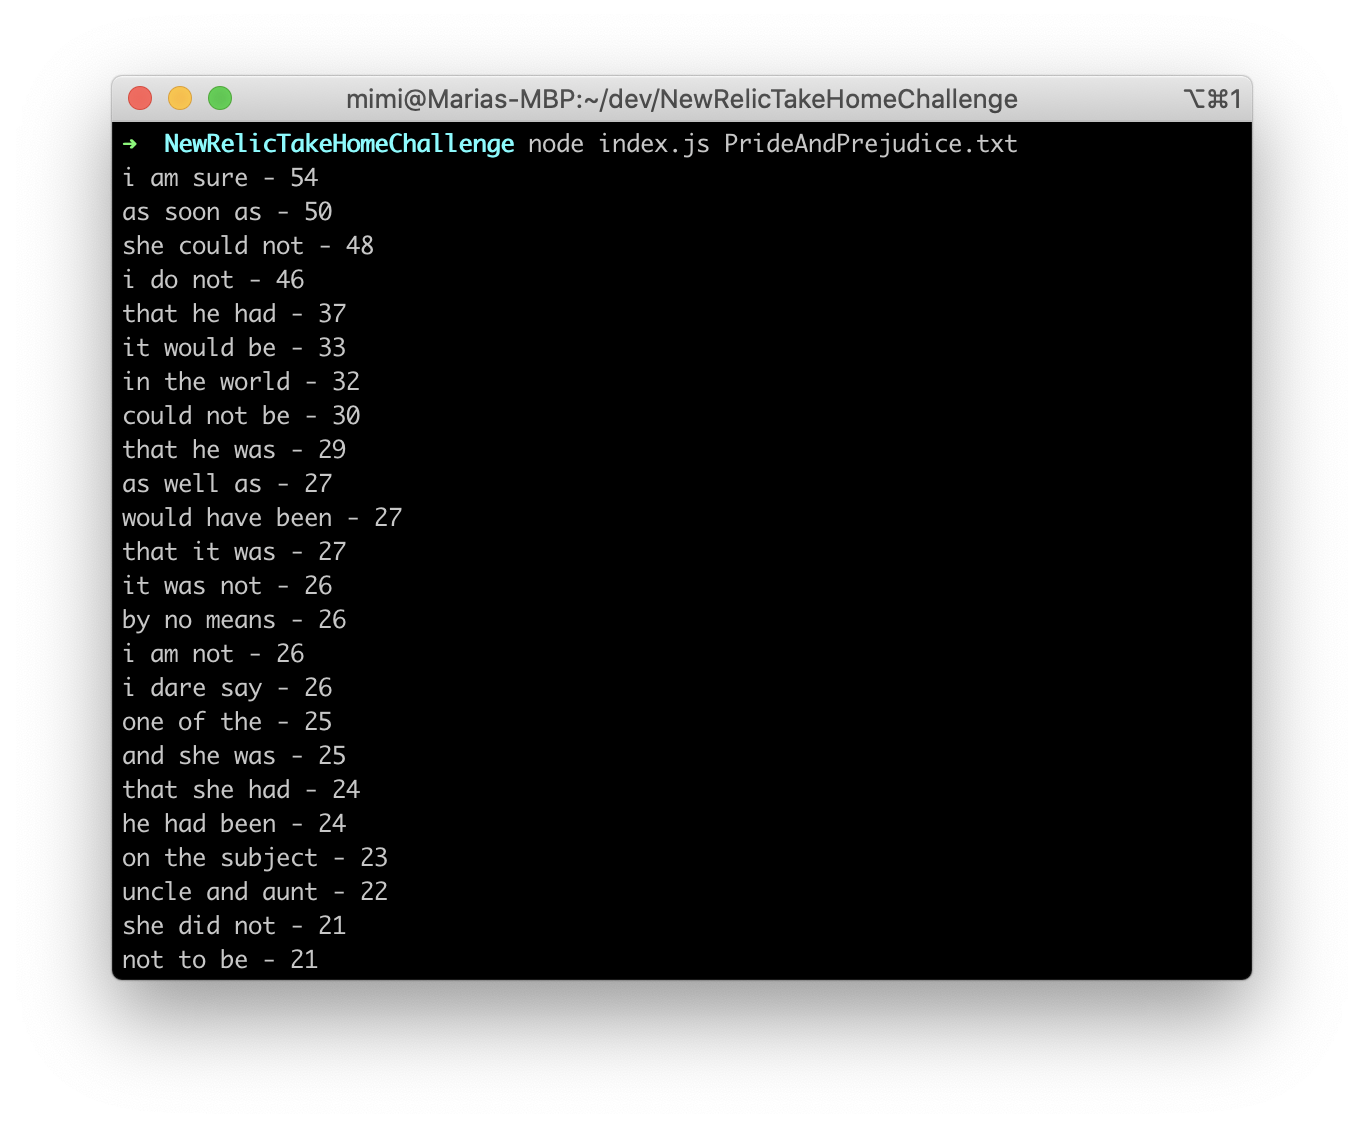 mimi@Marias-MBP:~/dev/NewRelicTakeHomeChallenge ⌥⌘1
➜ NewRelicTakeHomeChallenge node index.js PrideAndPrejudice.txt
i am sure - 54
as soon as - 50
she could not - 48
i do not - 46
that he had - 37
it would be - 33
in the world - 32
could not be - 30
that he was - 29
as well as - 27
would have been - 27
that it was - 27
it was not - 26
by no means - 26
i am not - 26
i dare say - 26
one of the - 25
and she was - 25
that she had - 24
he had been - 24
on the subject - 23
uncle and aunt - 22
she did not - 21
not to be - 21